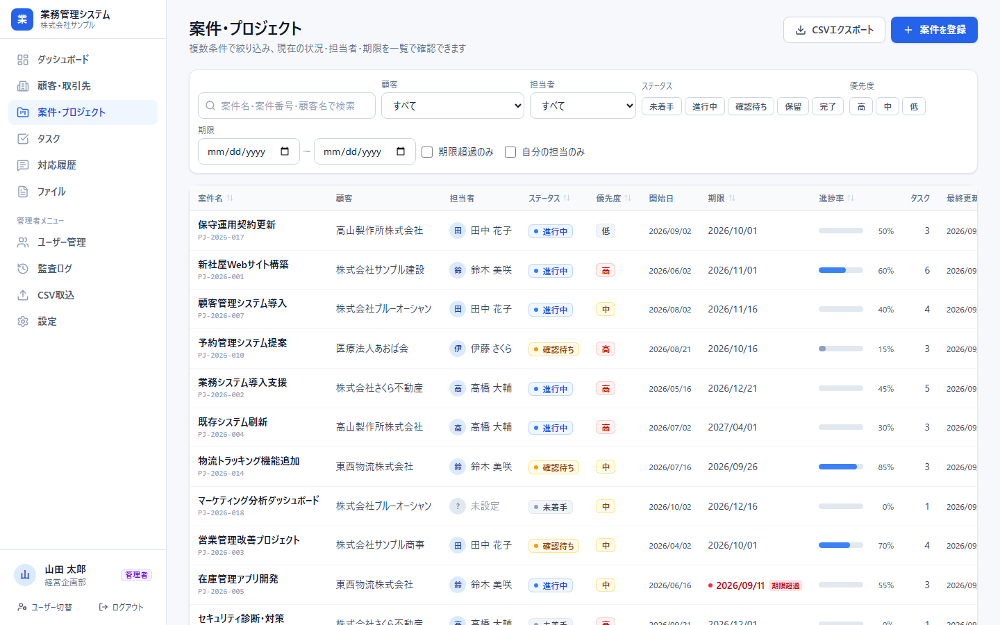 業 業務管理システム
株式会社サンプル
ダッシュボード
顧客・取引先
案件・プロジェクト
タスク
対応履歴
ファイル
管理者メニュー
ユーザー管理
監査ログ
CSV取込
設定
山 山田 太郎 管理者
経営企画部
ユーザー切替 ログアウト
案件・プロジェクト
複数条件で絞り込み、現在の状況・担当者・期限を一覧で確認できます
CSVエクスポート
案件を登録
案件名・案件番号・顧客名で検索
顧客
すべて
担当者
すべて
ステータス
未着手 進行中 確認待ち 保留 完了
優先度
高 中 低
期限
mm/dd/yyyy ~ mm/dd/yyyy 期限超過のみ 自分の担当のみ
案件名 顧客 担当者 ステータス 優先度 開始日 期限 進捗率 タスク 最終更新
保守運用契約更新 高山製作所株式会社 田 田中 花子 進行中 低 2026/09/02 2026/10/01 50% 3 2026/09
PJ-2026-017
新社屋Webサイト構築 株式会社サンプル建設 鈴 鈴木 美咲 進行中 高 2026/06/02 2026/11/01 60% 6 2026/09
PJ-2026-001
顧客管理システム導入 株式会社ブルーオーシャン 田 田中 花子 進行中 中 2026/08/02 2026/11/16 40% 4 2026/09
PJ-2026-007
予約管理システム提案 医療法人あおば会 伊 伊藤 さくら 確認待ち 高 2026/08/21 2026/10/16 15% 3 2026/09
PJ-2026-010
業務システム導入支援 株式会社さくら不動産 高 高橋 大輔 進行中 高 2026/05/16 2026/12/21 45% 5 2026/09
PJ-2026-002
既存システム刷新 高山製作所株式会社 高 高橋 大輔 進行中 高 2026/07/02 2027/04/01 30% 3 2026/09
PJ-2026-004
物流トラッキング機能追加 東西物流株式会社 鈴 鈴木 美咲 確認待ち 中 2026/07/16 2026/09/26 85% 3 2026/09
PJ-2026-014
マーケティング分析ダッシュボード 株式会社ブルーオーシャン ? 未設定 未着手 中 2026/10/02 2026/12/16 0% 1 2026/09
PJ-2026-018
営業管理改善プロジェクト 株式会社サンプル商事 田 田中 花子 確認待ち 中 2026/04/02 2026/10/01 70% 4 2026/09
PJ-2026-003
在庫管理アプリ開発 東西物流株式会社 鈴 鈴木 美咲 進行中 中 2026/06/16 2026/09/11 期限超過 55% 3 2026/09
PJ-2026-005
セキュリティ診断・対策 株式会社さくら不動産 高 高橋 大輔 未着手 高 2026/09/21 2026/12/01 0% 1 2026/09